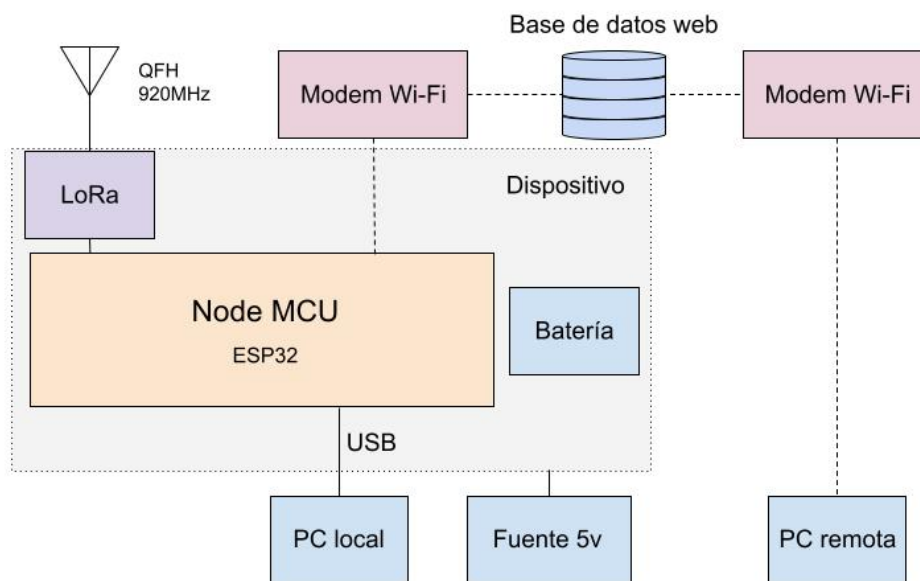 Base de datos web
QFH
920MHz
Modem Wi-Fi
Modem Wi-Fi
LoRa
Dispositivo
Node MCU
ESP32
Batería
USB
PC local
Fuente 5v
PC remota